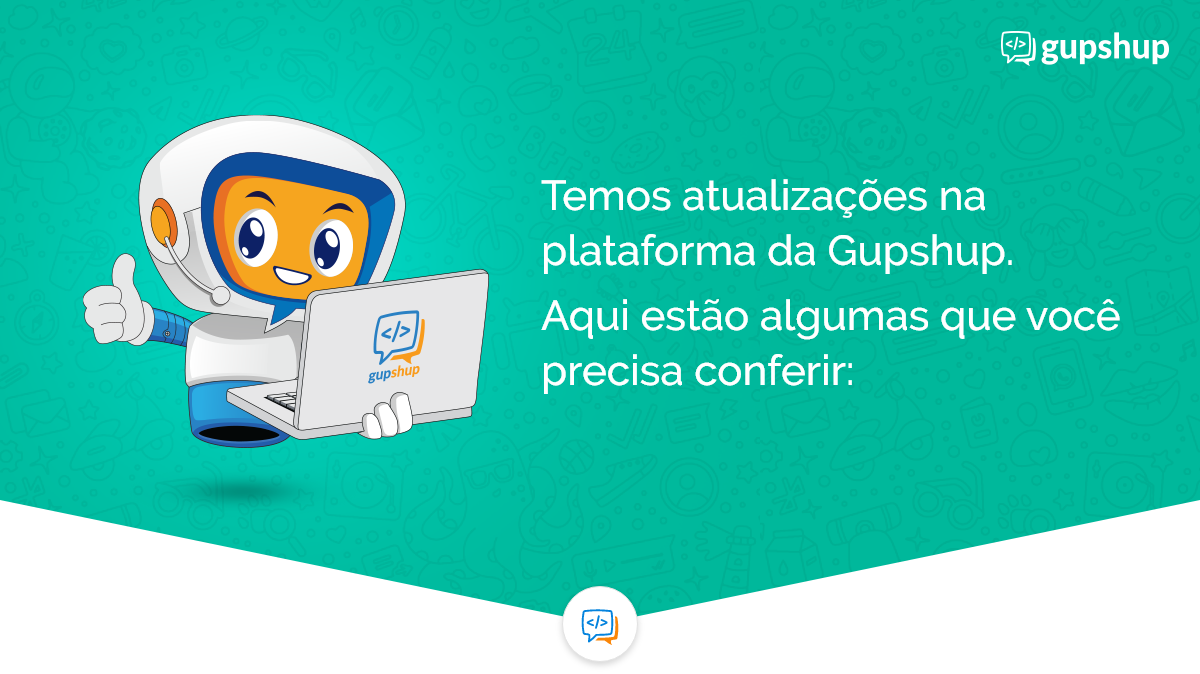 </> gupshup
Temos atualizações na
plataforma da Gupshup.
Aqui estão algumas que você
precisa conferir:
</>
gupshup
</>